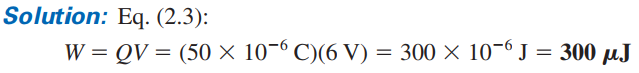 Solution: Eq. (2.3):
W = QV = (50 × 10⁻⁶ C)(6 V) = 300 × 10⁻⁶ J = 300 μJ